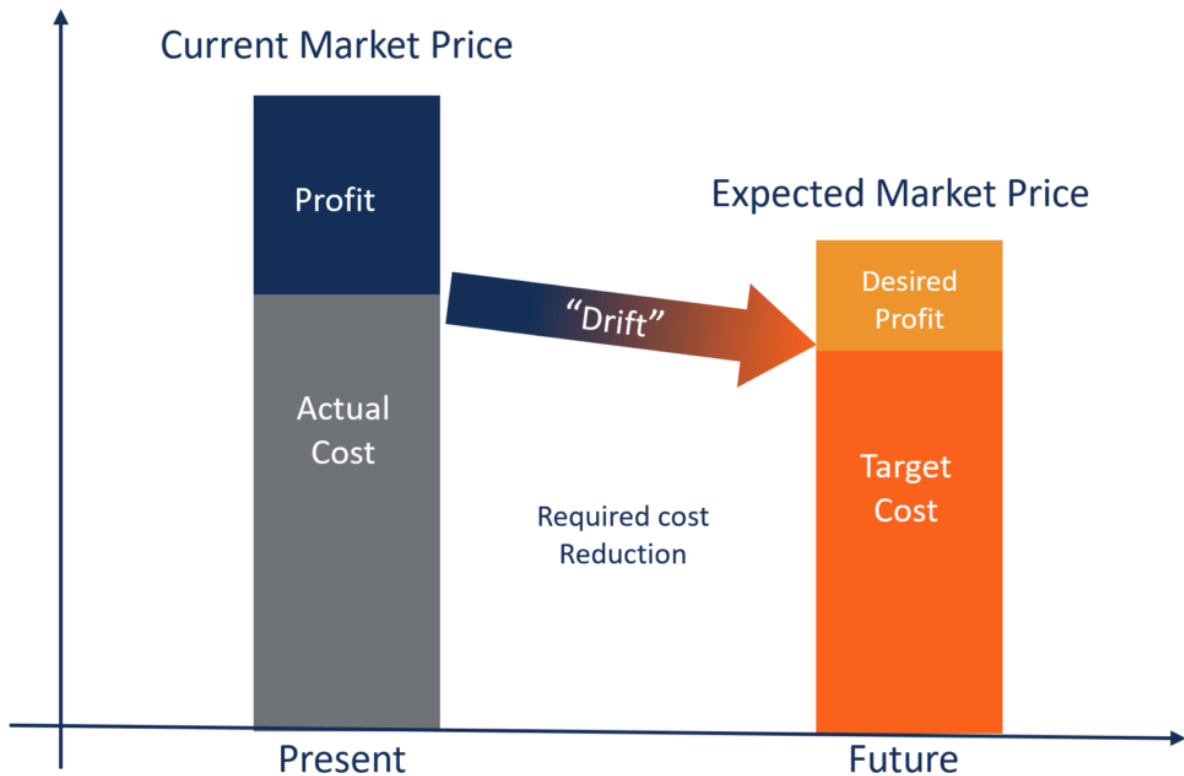 Current Market Price
Profit
Expected Market Price
Desired
Profit
“Drift”
Actual
Cost
Target
Cost
Required cost
Reduction
Present
Future